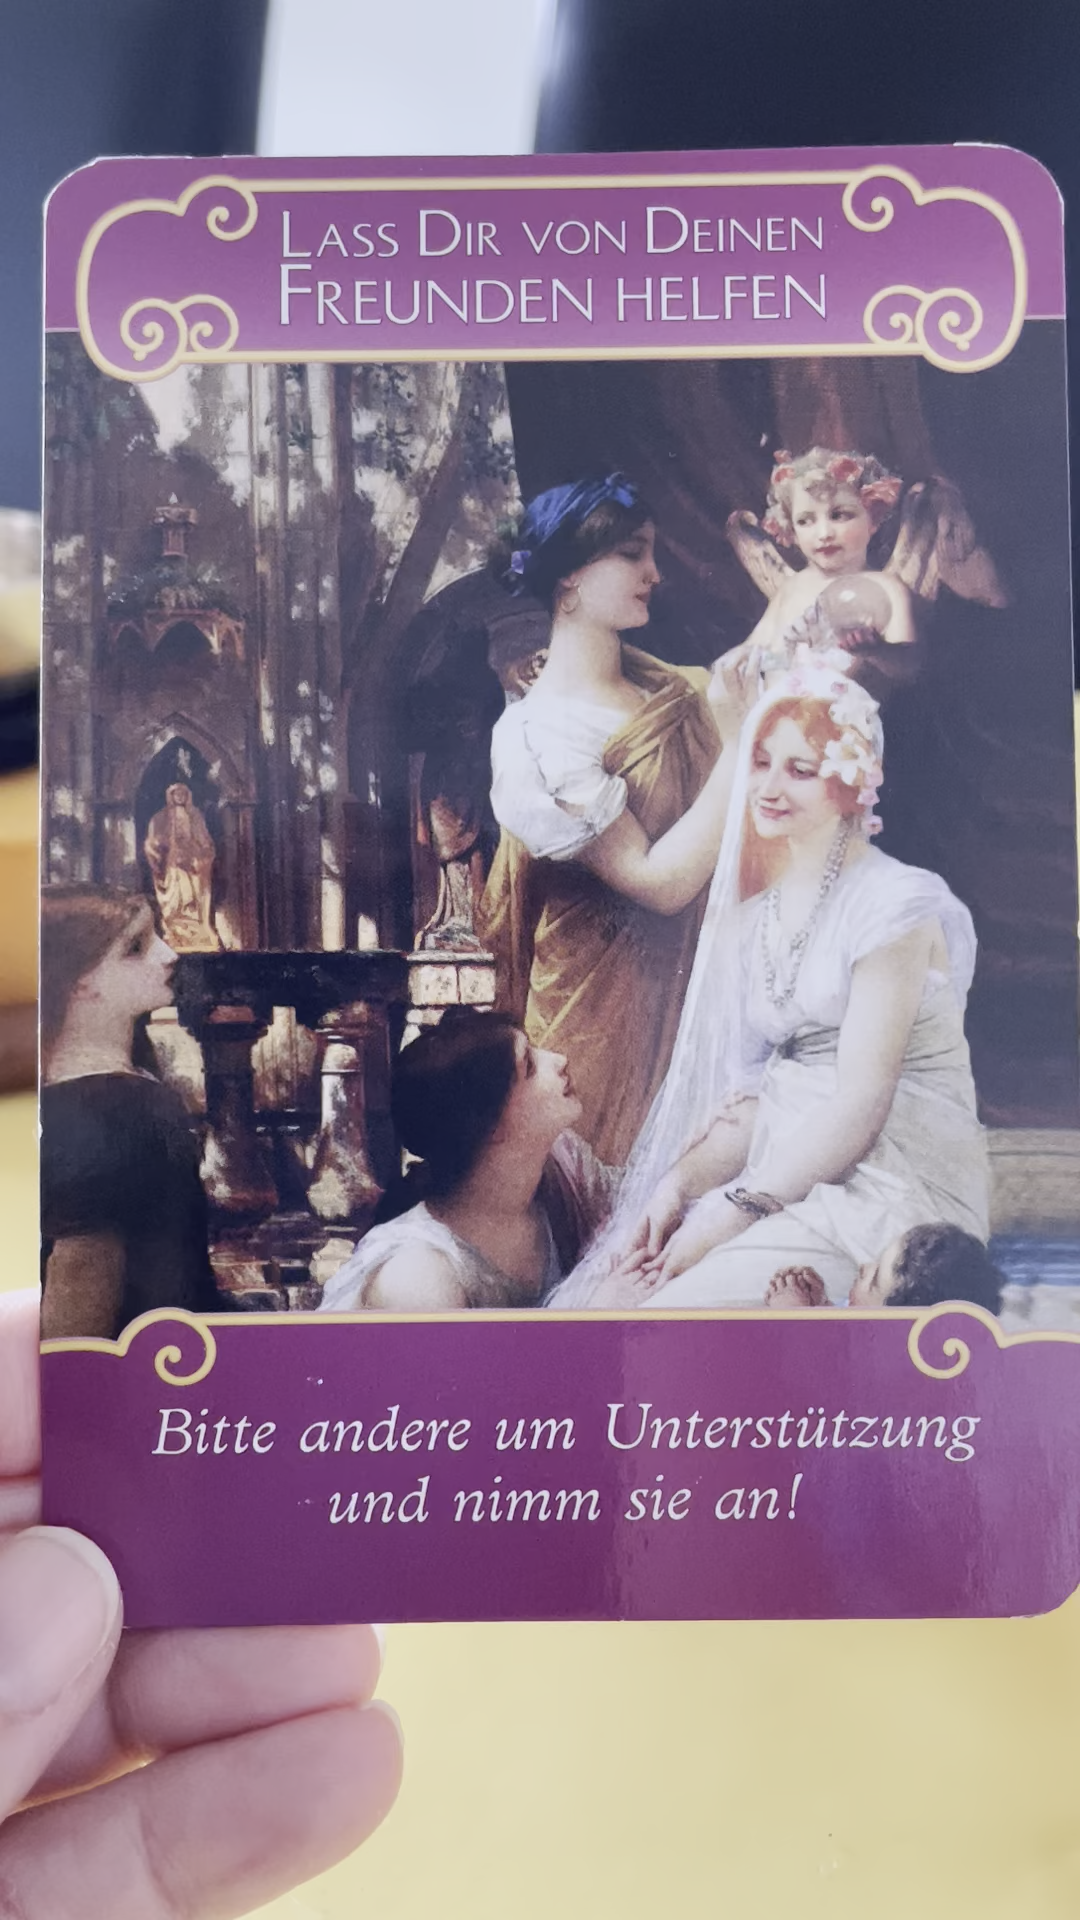 LASS DIR VON DEINEN
FREUNDEN HELFEN
Bitte andere um Unterstützung
und nimm sie an!